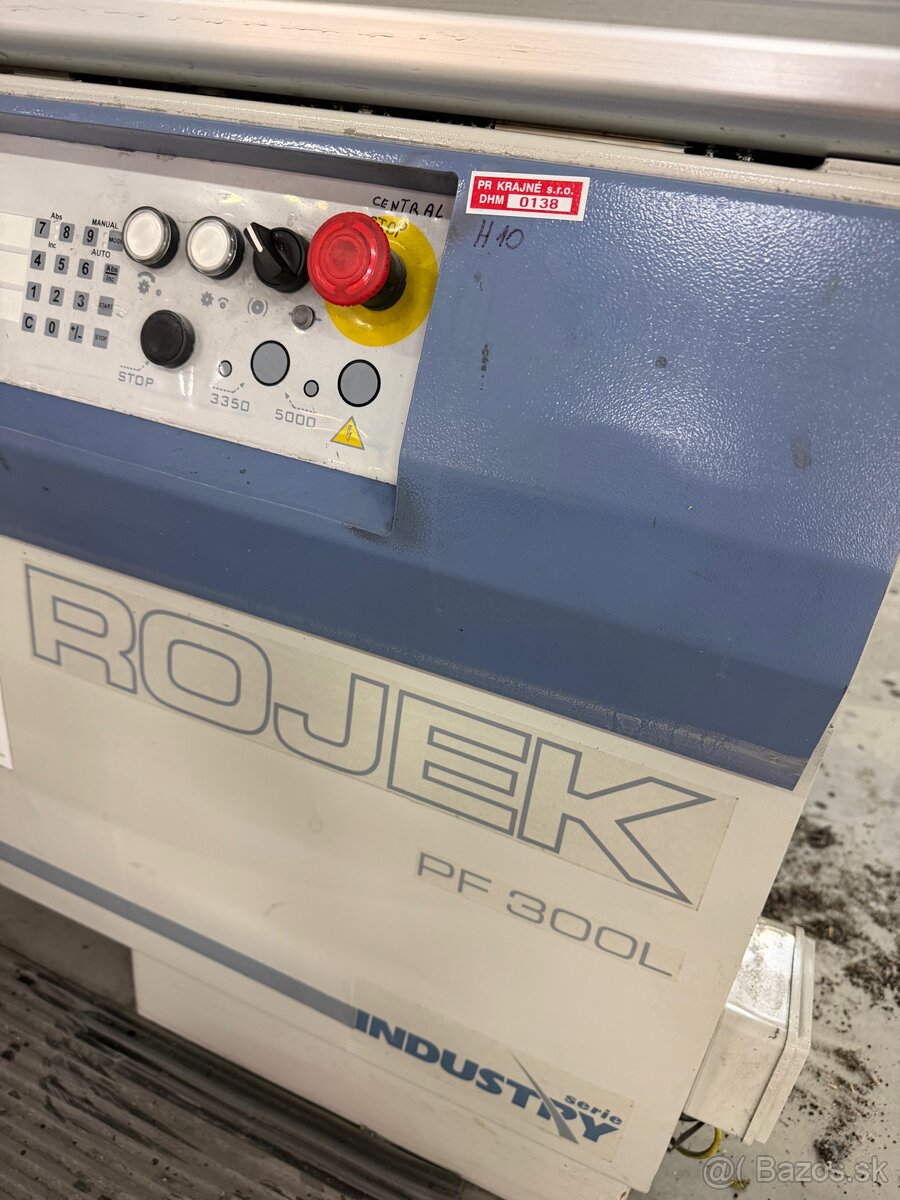 PR KRAJNÉ s.r.o.
DHM 0138
CENTRAL
STOP
H10
Abs
MANUAL
7 8 9 MODE
Inc
AUTO
4 5 6 Abs
Inc
1 2 3 START
C 0 +/- STOP
STOP
3350
5000
ROJEK
PF 300L
INDUSTRY
serie
@( Bazos.sk